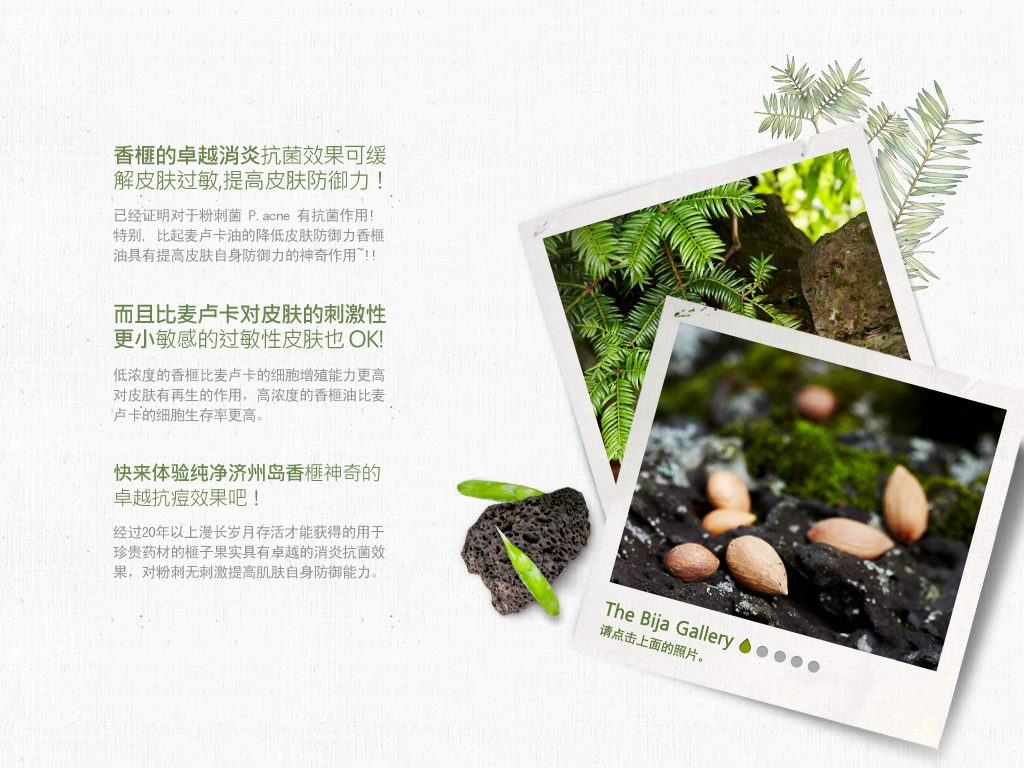 香榧的卓越消炎抗菌效果可缓
解皮肤过敏,提高皮肤防御力！
已经证明对于粉刺菌 P.acne 有抗菌作用!
特别, 比起麦卢卡油的降低皮肤防御力香榧
油具有提高皮肤自身防御力的神奇作用~!!
而且比麦卢卡对皮肤的刺激性
更小敏感的过敏性皮肤也 OK!
低浓度的香榧比麦卢卡的细胞增殖能力更高
对皮肤有再生的作用，高浓度的香榧油比麦
卢卡的细胞生存率更高。
快来体验纯净济州岛香榧神奇的
卓越抗痘效果吧！
经过20年以上漫长岁月存活才能获得的用于
珍贵药材的榧子果实具有卓越的消炎抗菌效
果，对粉刺无刺激提高肌肤自身防御能力。
The Bija Gallery
请点击上面的照片。